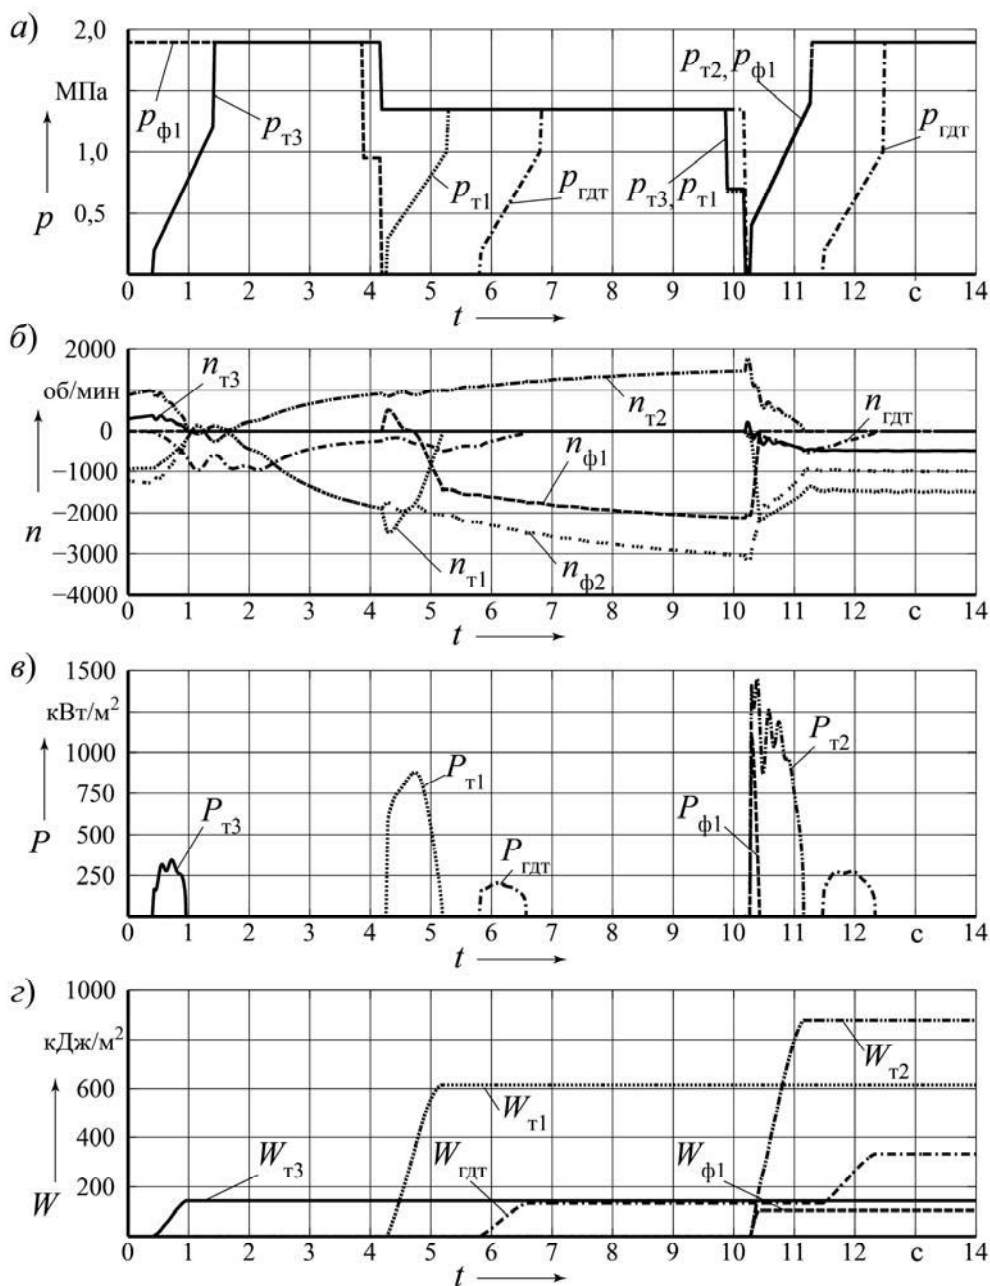 а)
2,0
МПа
1,0
0,5
p
pф1
pт3
pт1
pгдт
pт3, pт1
pт2, pф1
pгдт
0 1 2 3 4 5 6 7 8 9 10 11 12 с 14
t
б)
2000
об/мин
0
−1000
−2000
−3000
−4000
n
nт3
nт1
nф2
nф1
nт2
nгдт
0 1 2 3 4 5 6 7 8 9 10 11 12 с 14
t
в)
1500
кВт/м²
1000
750
500
250
P
Pт3
Pт1
Pгдт
Pф1
Pт2
0 1 2 3 4 5 6 7 8 9 10 11 12 с 14
t
г)
1000
кДж/м²
600
400
200
W
Wт3
Wт1
Wгдт
Wф1
Wт2
0 1 2 3 4 5 6 7 8 9 10 11 12 с 14
t